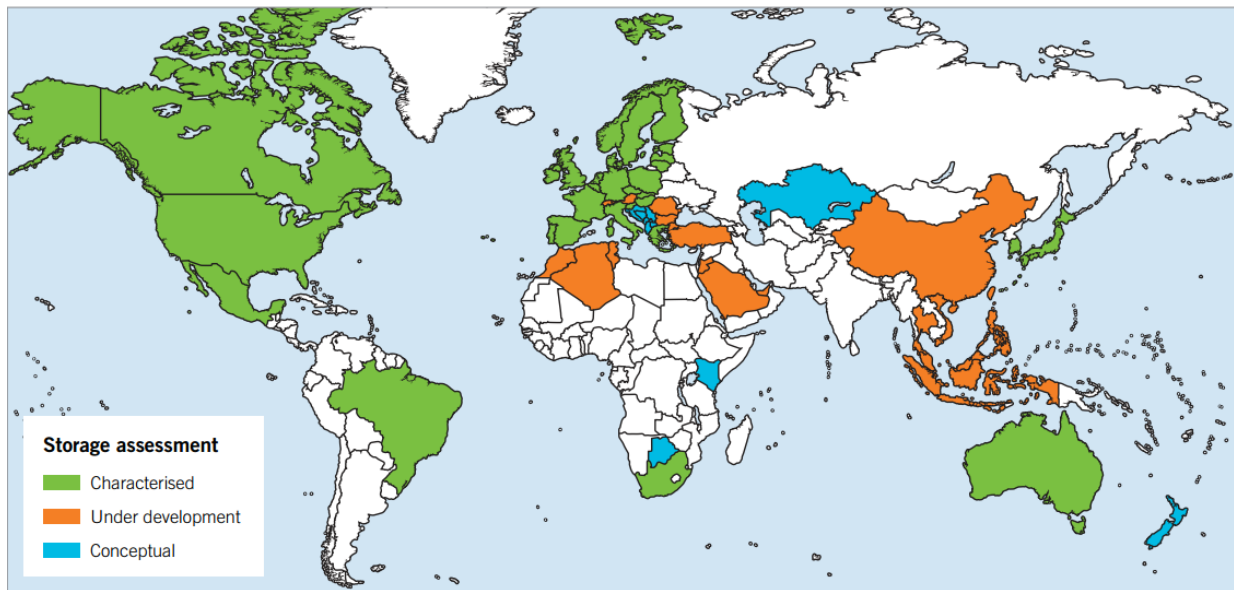 Storage assessment
Characterised
Under development
Conceptual